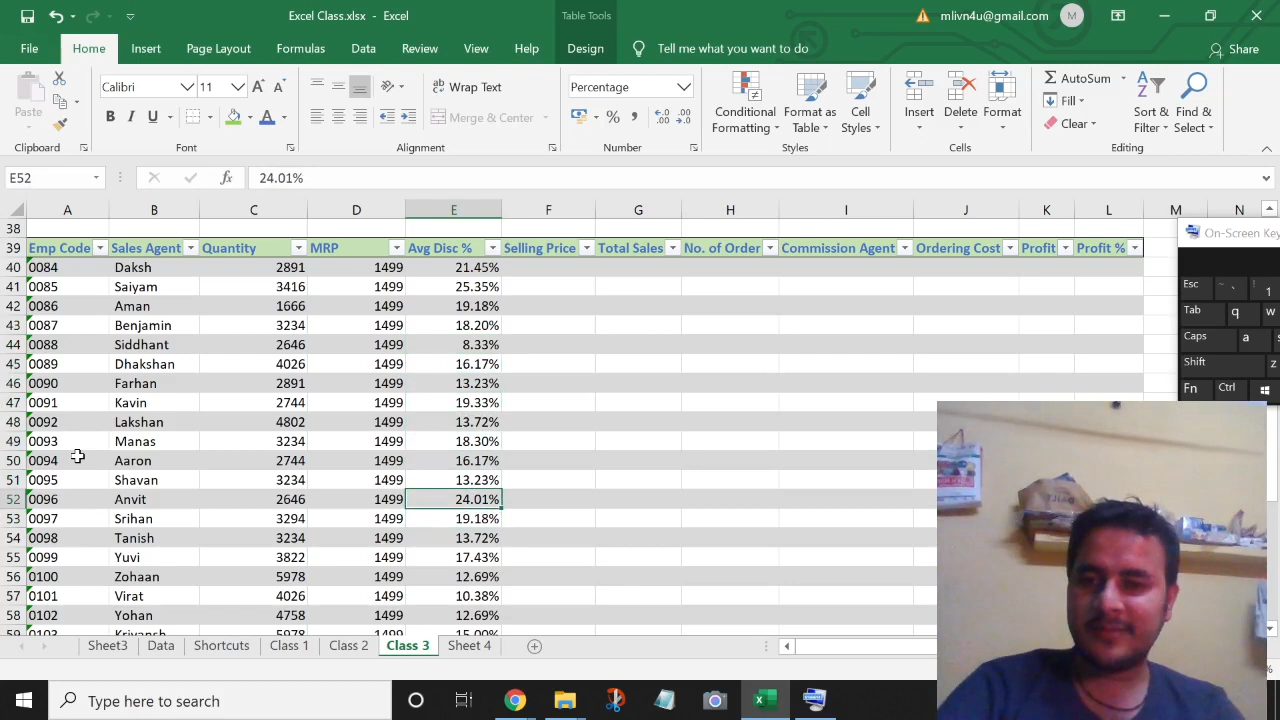 Excel Class.xlsx - Excel
Table Tools
mlivn4u@gmail.com
M
File Home Insert Page Layout Formulas Data Review View Help Design Tell me what you want to do Share
Paste
Calibri 11
B I U
A A
Wrap Text
Merge & Center
Percentage
% ,
Conditional Formatting
Format as Table
Cell Styles
Insert
Delete
Format
AutoSum
Fill
Clear
Sort & Filter
Find & Select
Clipboard Font Alignment Number Styles Cells Editing
E52 fx 24.01%
A B C D E F G H I J K L M N
38
39 Emp Code Sales Agent Quantity MRP Avg Disc % Selling Price Total Sales No. of Order Commission Agent Ordering Cost Profit Profit %
40 0084 Daksh 2891 1499 21.45%
41 0085 Saiyam 3416 1499 25.35%
42 0086 Aman 1666 1499 19.18%
43 0087 Benjamin 3234 1499 18.20%
44 0088 Siddhant 2646 1499 8.33%
45 0089 Dhakshan 4026 1499 16.17%
46 0090 Farhan 2891 1499 13.23%
47 0091 Kavin 2744 1499 19.33%
48 0092 Lakshan 4802 1499 13.72%
49 0093 Manas 3234 1499 18.30%
50 0094 Aaron 2744 1499 16.17%
51 0095 Shavan 3234 1499 13.23%
52 0096 Anvit 2646 1499 24.01%
53 0097 Srihan 3294 1499 19.18%
54 0098 Tanish 3234 1499 13.72%
55 0099 Yuvi 3822 1499 17.43%
56 0100 Zohaan 5978 1499 12.69%
57 0101 Virat 4026 1499 10.38%
58 0102 Yohan 4758 1499 12.69%
59 0103 Krivansh 5978 1499 15.00%
On-Screen Key
Esc ~ ` ! 1
Tab q w
Caps a s
Shift z
Fn Ctrl
Sheet3 Data Shortcuts Class 1 Class 2 Class 3 Sheet 4
%
Type here to search